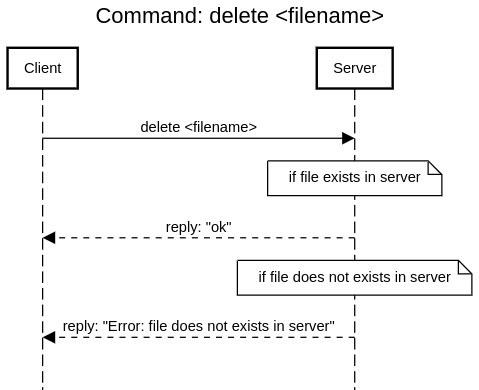 Command: delete <filename>
Client
Server
delete <filename>
if file exists in server
reply: "ok"
if file does not exists in server
reply: "Error: file does not exists in server"